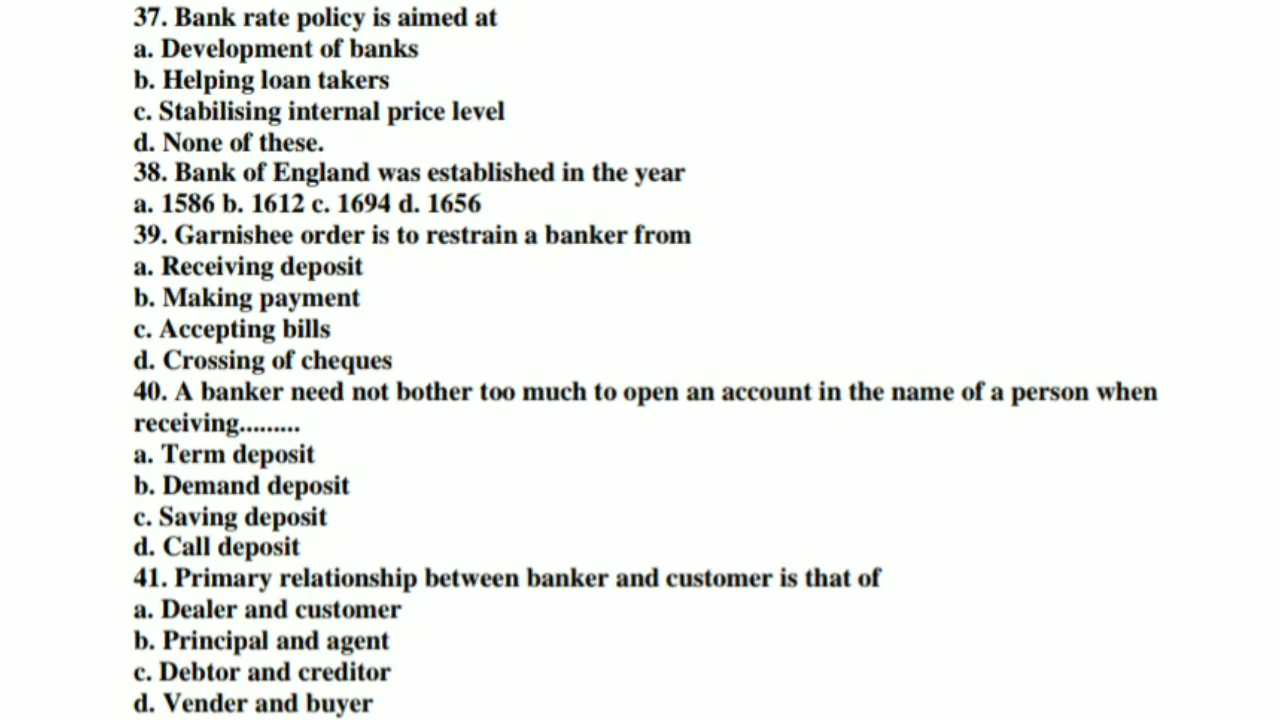 37. Bank rate policy is aimed at
a. Development of banks
b. Helping loan takers
c. Stabilising internal price level
d. None of these.
38. Bank of England was established in the year
a. 1586 b. 1612 c. 1694 d. 1656
39. Garnishee order is to restrain a banker from
a. Receiving deposit
b. Making payment
c. Accepting bills
d. Crossing of cheques
40. A banker need not bother too much to open an account in the name of a person when
receiving.........
a. Term deposit
b. Demand deposit
c. Saving deposit
d. Call deposit
41. Primary relationship between banker and customer is that of
a. Dealer and customer
b. Principal and agent
c. Debtor and creditor
d. Vender and buyer